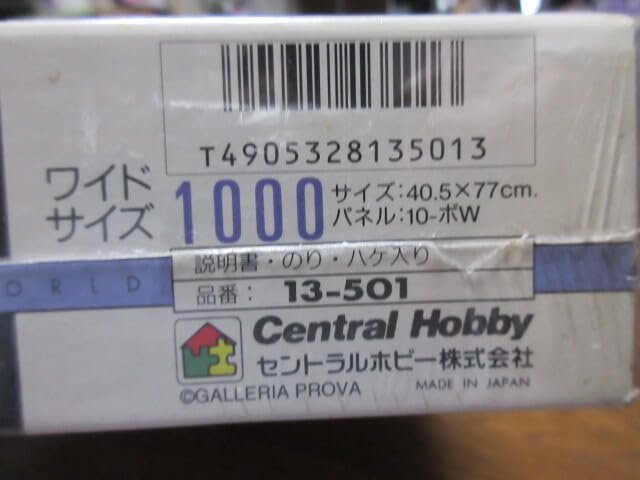 T4905328135013
ワイド
サイズ
1000
サイズ:40.5×77cm.
パネル:10-ボW
ORLD
説明書・のり・ハケ入り
品番: 13-501
Central Hobby
セントラルホビー株式会社
©GALLERIA PROVA
MADE IN JAPAN